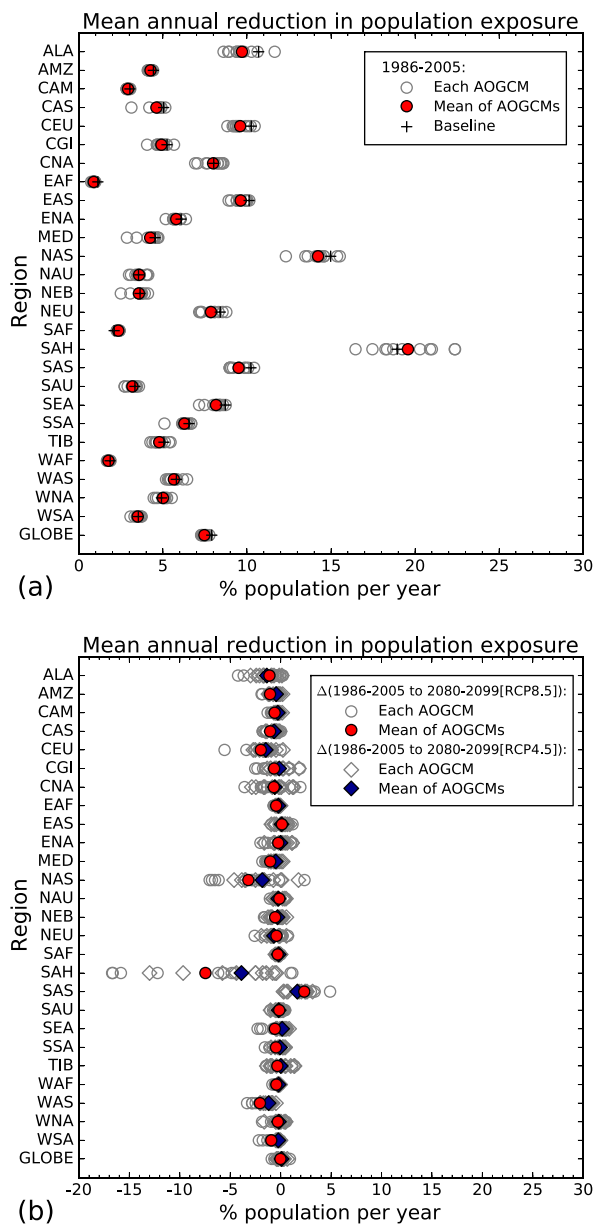 Mean annual reduction in population exposure
1986-2005:
Each AOGCM
Mean of AOGCMs
Baseline
Region
ALA
AMZ
CAM
CAS
CEU
CGI
CNA
EAF
EAS
ENA
MED
NAS
NAU
NEB
NEU
SAF
SAH
SAS
SAU
SEA
SSA
TIB
WAF
WAS
WNA
WSA
GLOBE
0 5 10 15 20 25 30
% population per year
(a)
Mean annual reduction in population exposure
Δ(1986-2005 to 2080-2099[RCP8.5]):
Each AOGCM
Mean of AOGCMs
Δ(1986-2005 to 2080-2099[RCP4.5]):
Each AOGCM
Mean of AOGCMs
Region
ALA
AMZ
CAM
CAS
CEU
CGI
CNA
EAF
EAS
ENA
MED
NAS
NAU
NEB
NEU
SAF
SAH
SAS
SAU
SEA
SSA
TIB
WAF
WAS
WNA
WSA
GLOBE
-20 -15 -10 -5 0 5 10 15 20 25 30
% population per year
(b)